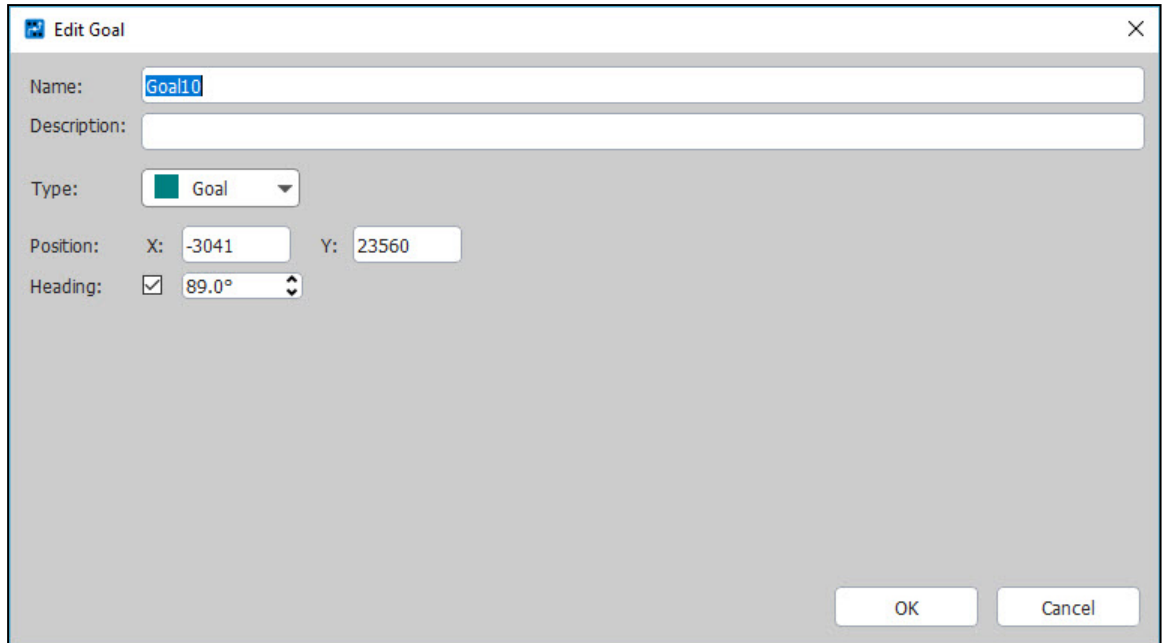 Edit Goal
Name: Goal10
Description:
Type: Goal
Position: X: -3041 Y: 23560
Heading: 89.0°
OK Cancel